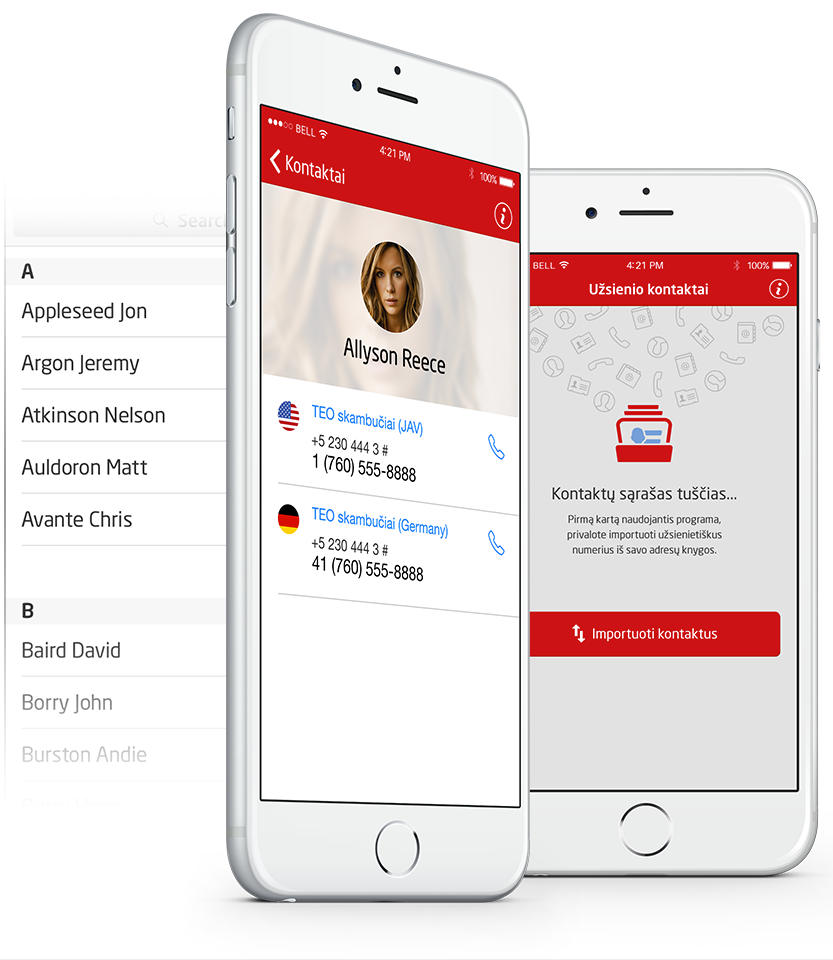 Search
A
Appleseed Jon
Argon Jeremy
Atkinson Nelson
Auldoron Matt
Avante Chris
B
Baird David
Borry John
Burston Andie
BELL
4:21 PM
100%
Kontaktai
Allyson Reece
TEO skambučiai (JAV)
+5 230 444 3 #
1 (760) 555-8888
TEO skambučiai (Germany)
+5 230 444 3 #
41 (760) 555-8888
BELL
4:21 PM
100%
Užsienio kontaktai
Kontaktų sąrašas tuščias...
Pirmą kartą naudojantis programa,
privalote importuoti užsienietiškus
numerius iš savo adresų knygos.
Importuoti kontaktus